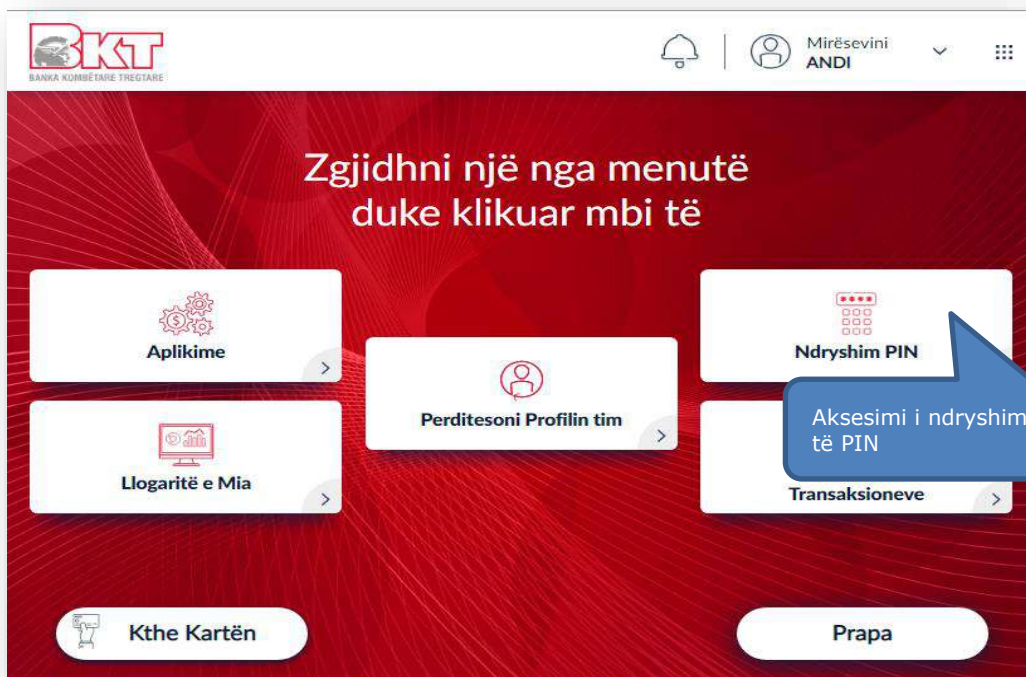 BKT
BANKA KOMBËTARE TREGTARE
Mirësevini
ANDI
Zgjidhni një nga menutë
duke klikuar mbi të
Aplikime
Ndryshim PIN
Perditesoni Profilin tim
Aksesimi i ndryshim
të PIN
Llogaritë e Mia
Transaksioneve
Kthe Kartën
Prapa